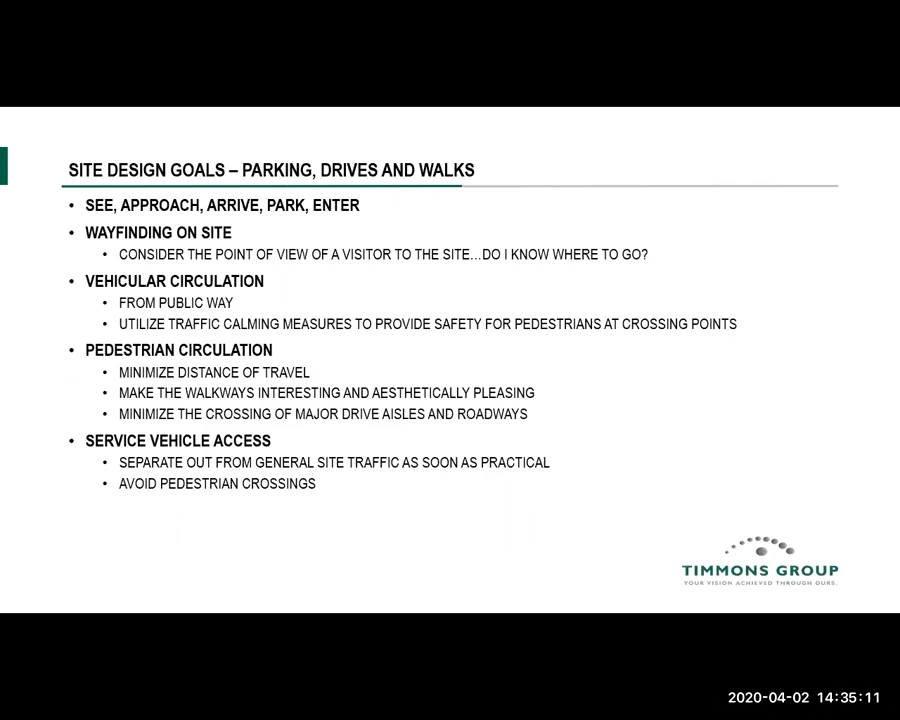 SITE DESIGN GOALS – PARKING, DRIVES AND WALKS
• SEE, APPROACH, ARRIVE, PARK, ENTER
• WAYFINDING ON SITE
• CONSIDER THE POINT OF VIEW OF A VISITOR TO THE SITE…DO I KNOW WHERE TO GO?
• VEHICULAR CIRCULATION
• FROM PUBLIC WAY
• UTILIZE TRAFFIC CALMING MEASURES TO PROVIDE SAFETY FOR PEDESTRIANS AT CROSSING POINTS
• PEDESTRIAN CIRCULATION
• MINIMIZE DISTANCE OF TRAVEL
• MAKE THE WALKWAYS INTERESTING AND AESTHETICALLY PLEASING
• MINIMIZE THE CROSSING OF MAJOR DRIVE AISLES AND ROADWAYS
• SERVICE VEHICLE ACCESS
• SEPARATE OUT FROM GENERAL SITE TRAFFIC AS SOON AS PRACTICAL
• AVOID PEDESTRIAN CROSSINGS
TIMMONS GROUP
YOUR VISION ACHIEVED THROUGH OURS.
2020-04-02 14:35:11